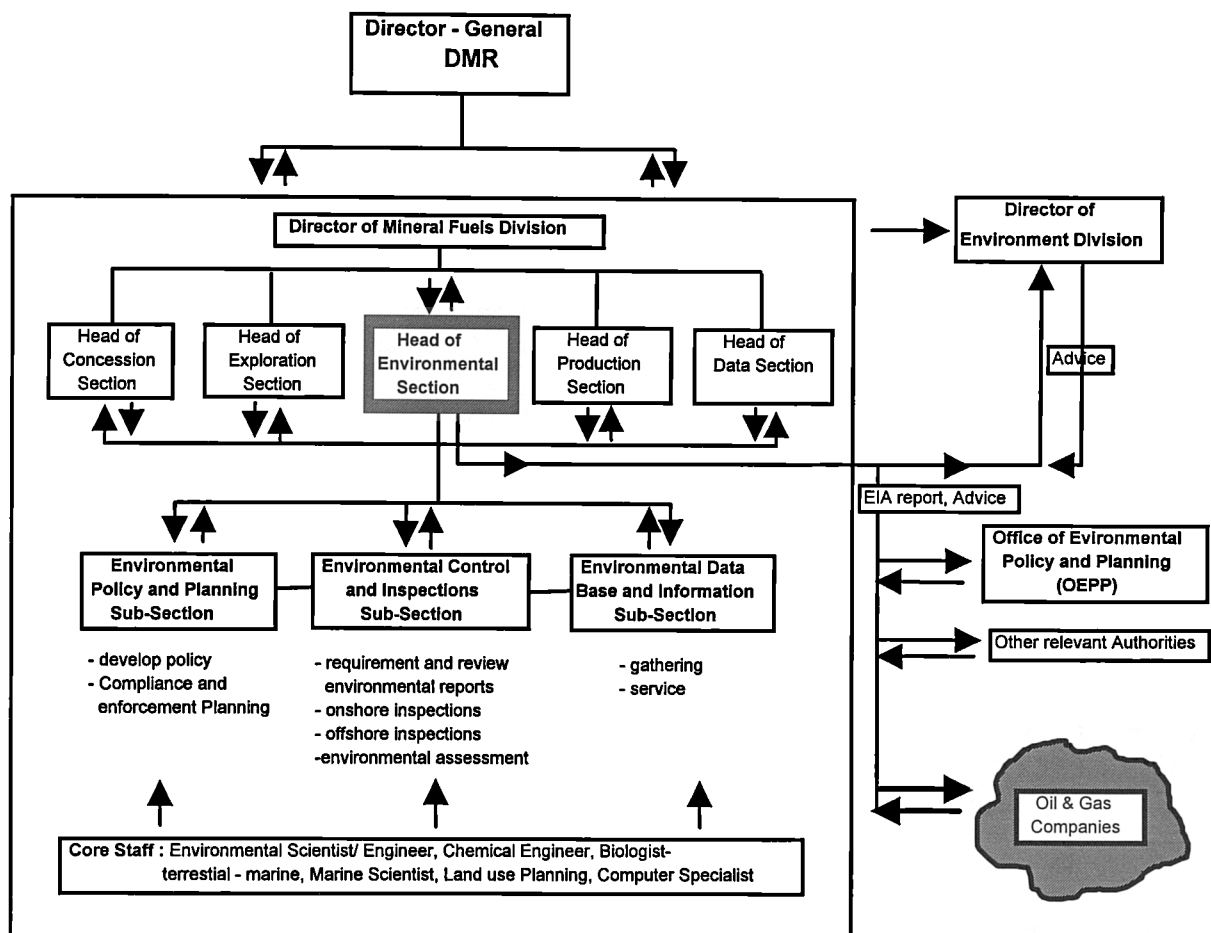 Director - General
DMR
Director of Mineral Fuels Division
Director of
Environment Division
Head of
Concession
Section
Head of
Exploration
Section
Head of
Environmental
Section
Head of
Production
Section
Head of
Data Section
Advice
EIA report, Advice
Environmental
Policy and Planning
Sub-Section
Environmental Control
and Inspections
Sub-Section
Environmental Data
Base and Information
Sub-Section
Office of Evironmental
Policy and Planning
(OEPP)
Other relevant Authorities
- develop policy
- Compliance and
enforcement Planning
- requirement and review
environmental reports
- onshore inspections
- offshore inspections
-environmental assessment
- gathering
- service
Oil & Gas
Companies
Core Staff : Environmental Scientist/ Engineer, Chemical Engineer, Biologist-
terrestial - marine, Marine Scientist, Land use Planning, Computer Specialist